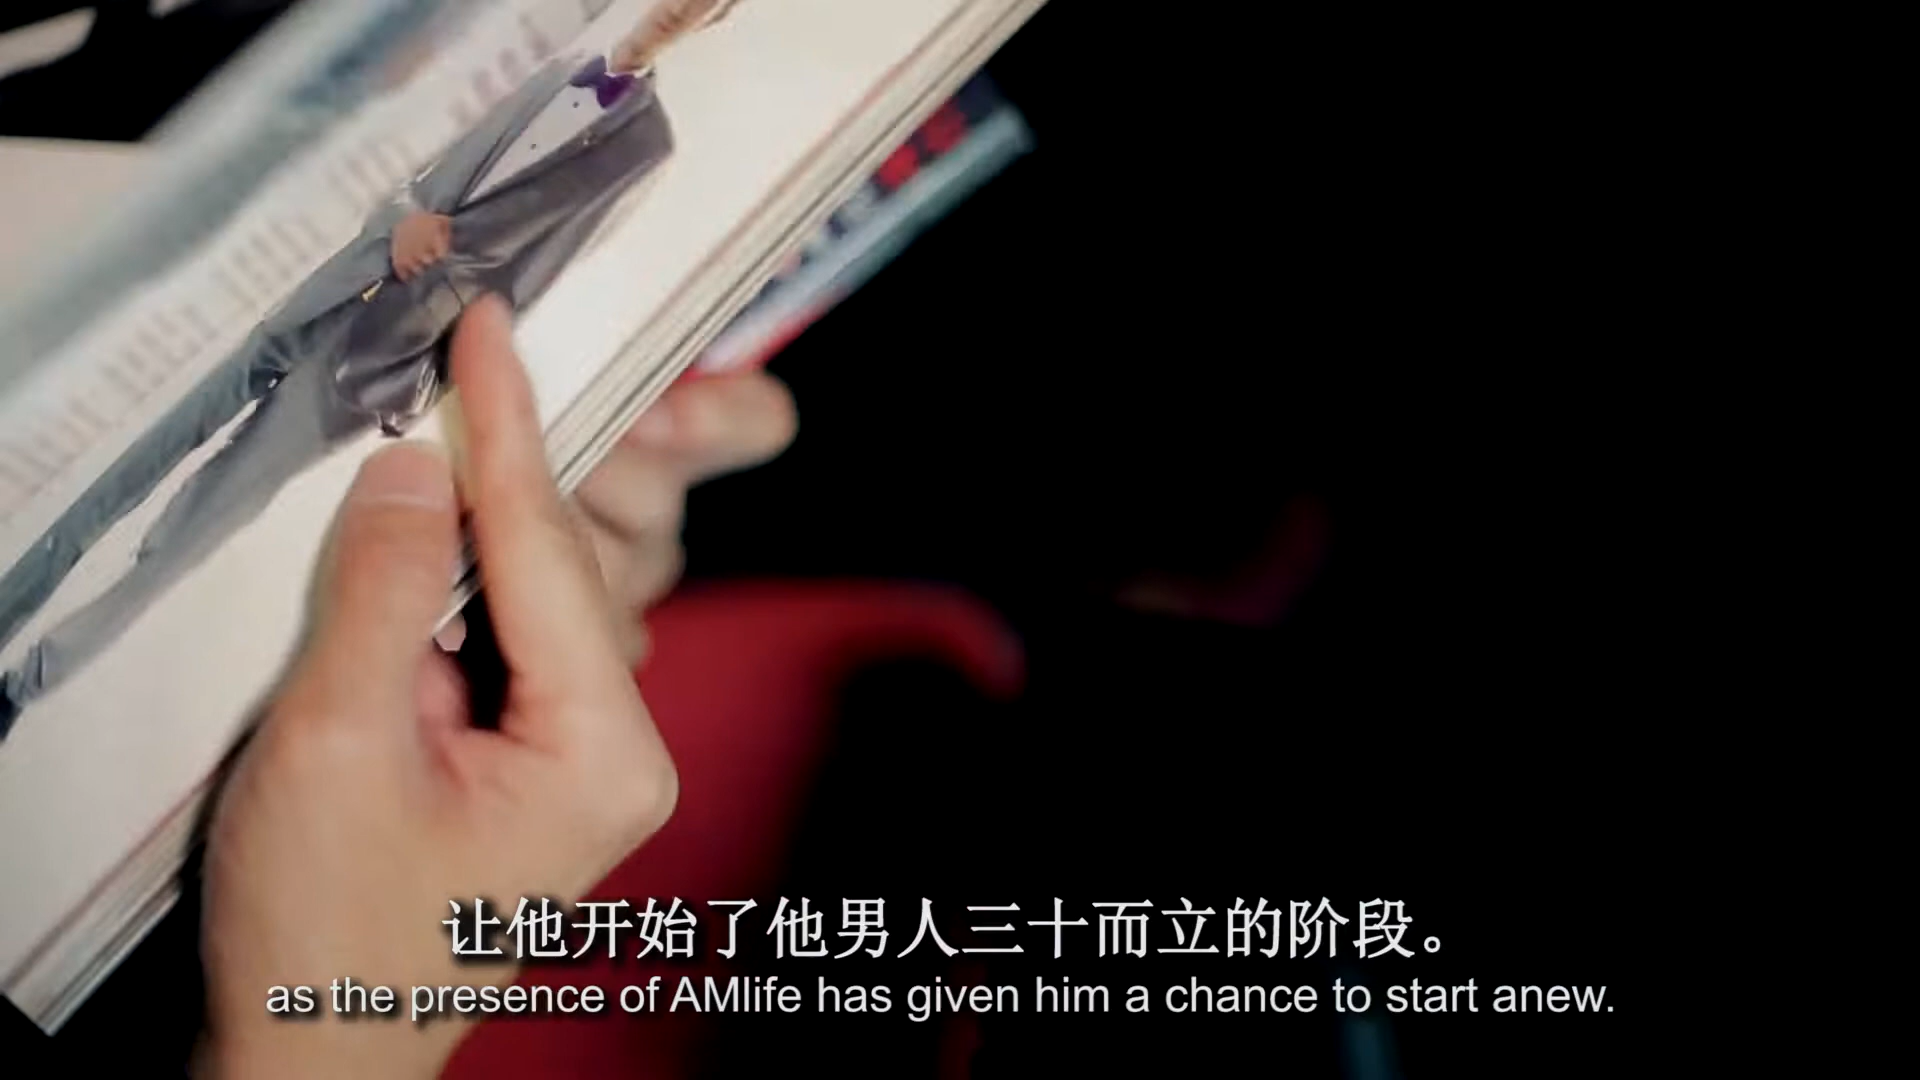 让他开始了他男人三十而立的阶段。
as the presence of AMlife has given him a chance to start anew.